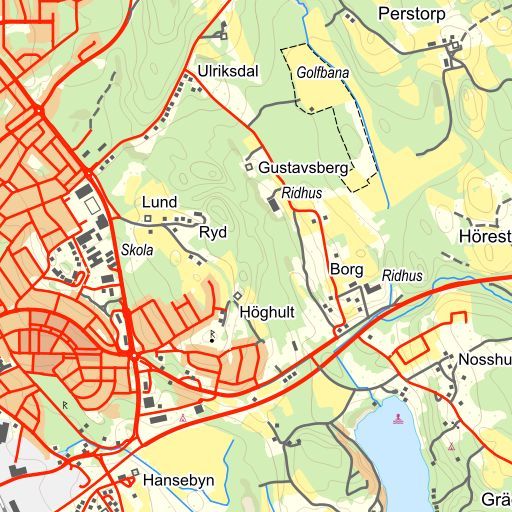 Perstorp
Ulriksdal
Golfbana
Gustavsberg
Ridhus
Lund
Ryd
Hörest
Skola
Borg
Ridhus
Höghult
R
Nosshu
R
Hansebyn
Grä